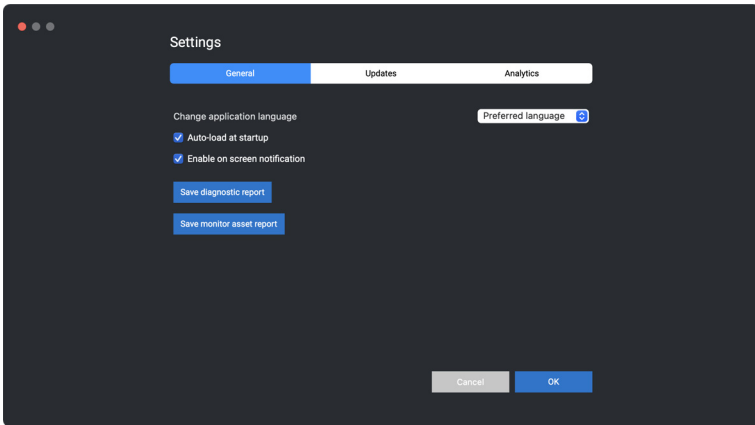 Settings
General
Updates
Analytics
Change application language
Preferred language
Auto-load at startup
Enable on screen notification
Save diagnostic report
Save monitor asset report
Cancel
OK